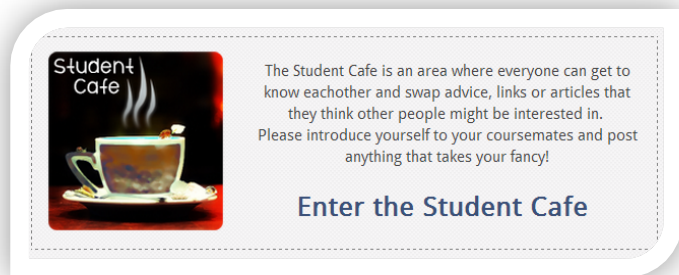 Student
Cafe
The Student Cafe is an area where everyone can get to
know eachother and swap advice, links or articles that
they think other people might be interested in.
Please introduce yourself to your coursemates and post
anything that takes your fancy!
Enter the Student Cafe